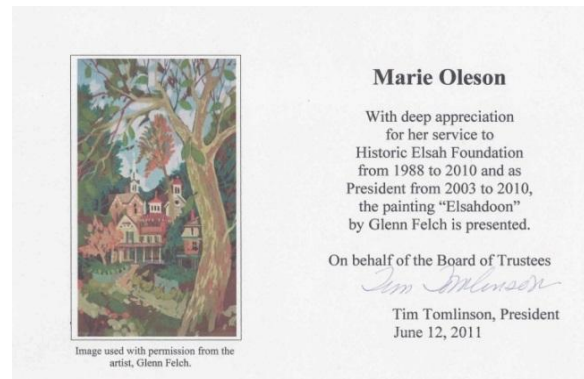 Marie Oleson
With deep appreciation
for her service to
Historic Elsah Foundation
from 1988 to 2010 and as
President from 2003 to 2010,
the painting “Elsahdoon”
by Glenn Felch is presented.
On behalf of the Board of Trustees
Tim Tomlinson
Tim Tomlinson, President
June 12, 2011
Image used with permission from the
artist, Glenn Felch.